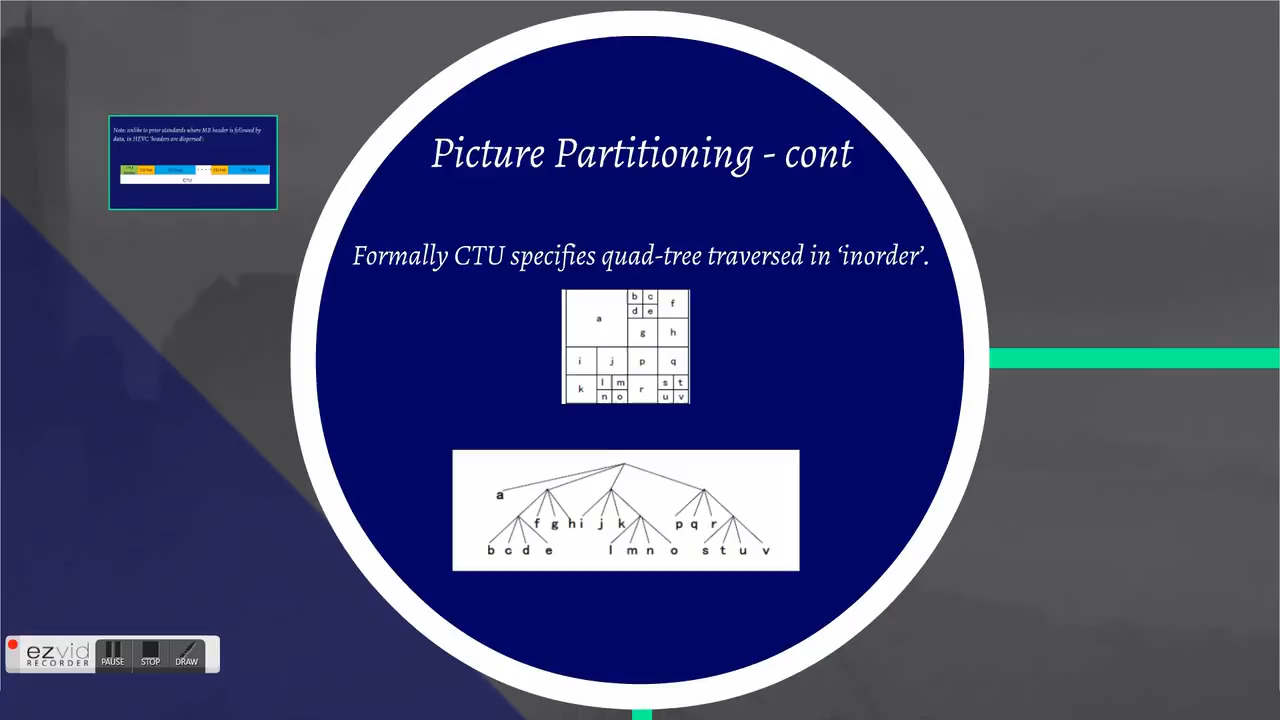 Picture Partitioning - cont
Formally CTU specifies quad-tree traversed in ‘inorder’.
Note: unlike to prior standards where MB header is followed by
data, in HEVC 'headers are dispersed':
CTU
b c
a
f
d e
g h
i j p q
k
l m
r
s t
n o
u v
a
f g h i j k p q r
b c d e l m n o s t u v
ezvid
RECORDER
PAUSE STOP DRAW